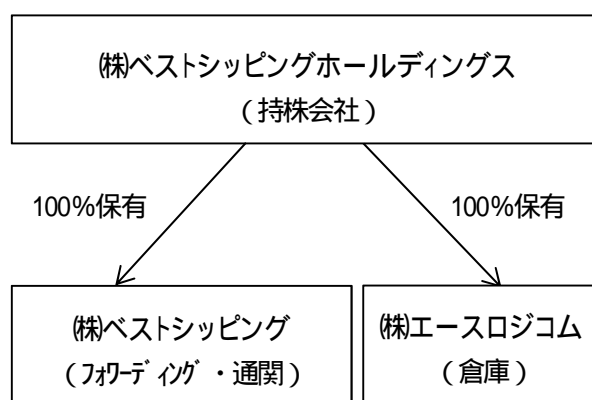 ㈱ベストシッピングホールディングス
（持株会社）
100%保有
100%保有
㈱ベストシッピング
（ﾌｫﾜｰﾃﾞｨﾝｸﾞ・通関）
㈱エースロジコム
（倉庫）